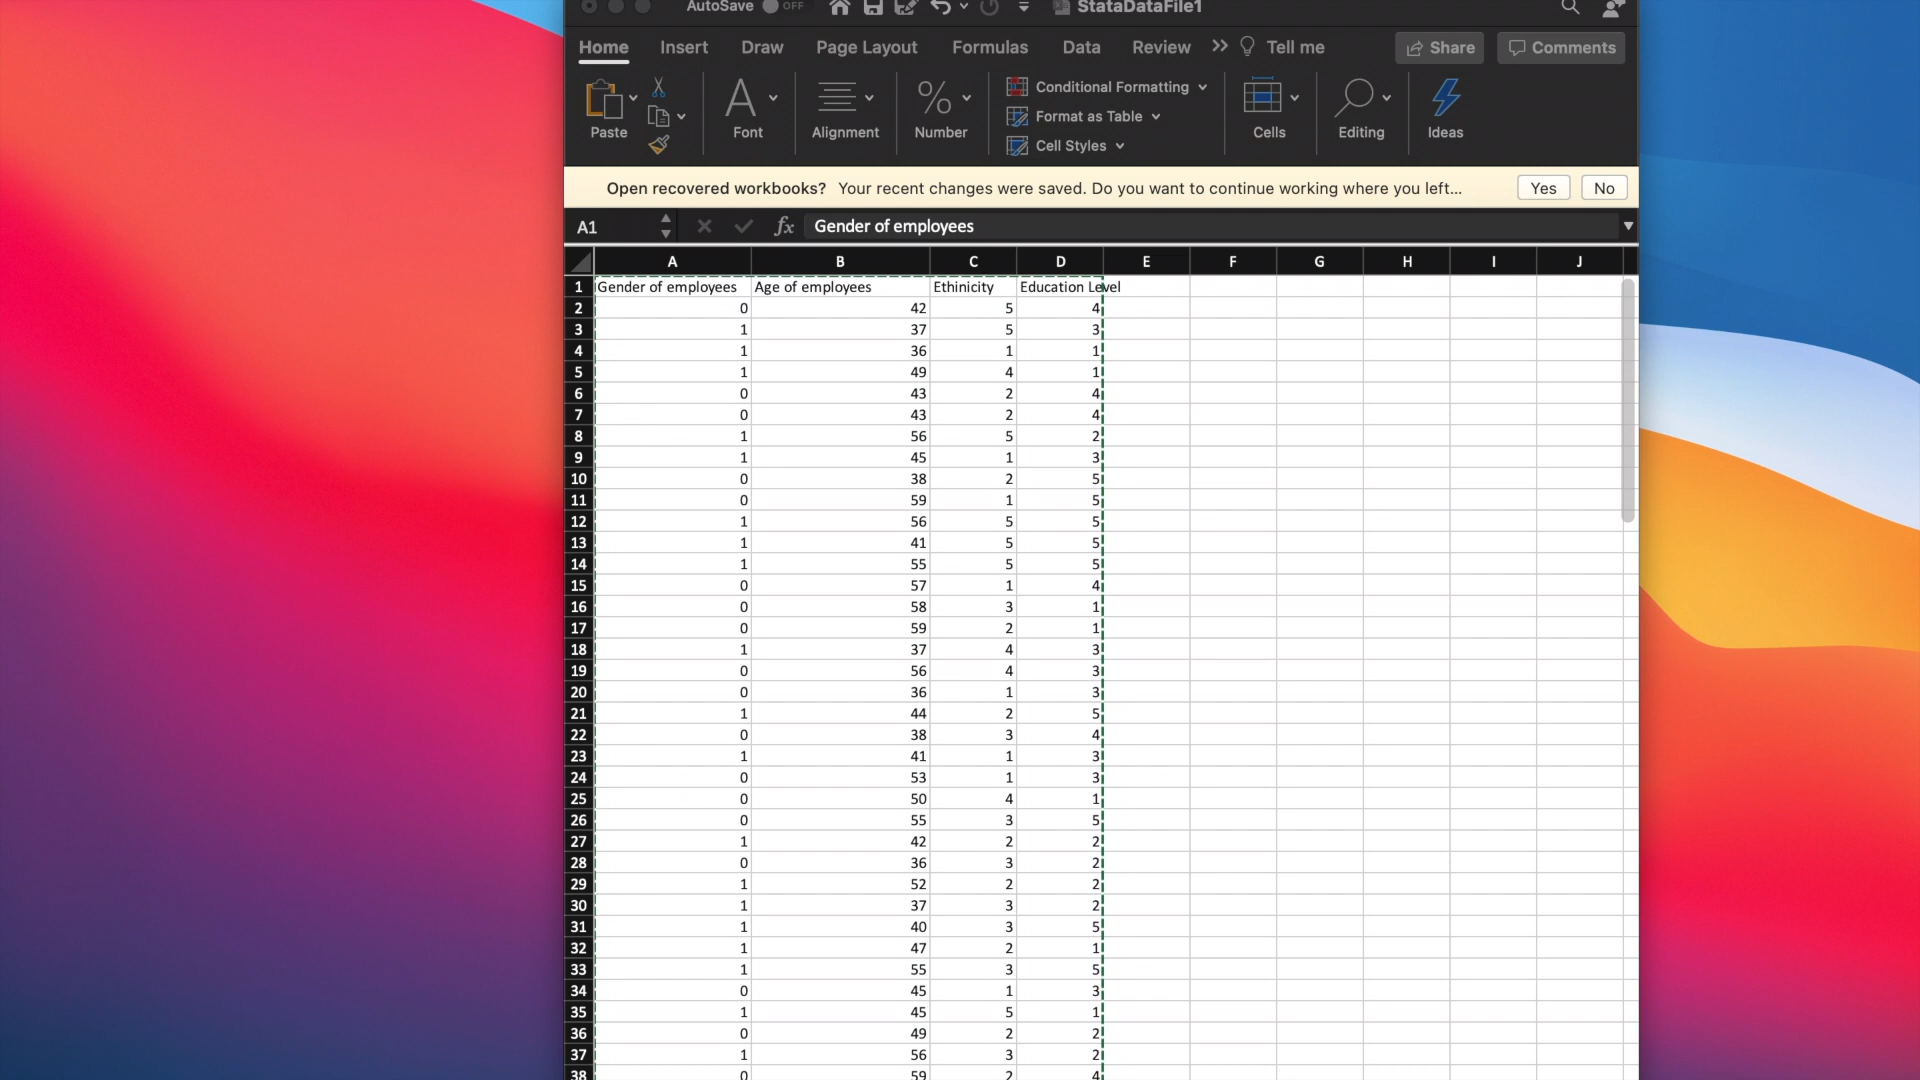 AutoSave OFF StataDataFile1
Home Insert Draw Page Layout Formulas Data Review Tell me Share Comments
Paste Font Alignment Number Conditional Formatting Format as Table Cell Styles Cells Editing Ideas
Open recovered workbooks? Your recent changes were saved. Do you want to continue working where you left... Yes No
A1 fx Gender of employees
A B C D E F G H I J
1 Gender of employees Age of employees Ethinicity Education Level
2 0 42 5 4
3 1 37 5 3
4 1 36 1 1
5 1 49 4 1
6 0 43 2 4
7 0 43 2 4
8 1 56 5 2
9 1 45 1 3
10 0 38 2 5
11 0 59 1 5
12 1 56 5 5
13 1 41 5 5
14 1 55 5 5
15 0 57 1 4
16 0 58 3 1
17 0 59 2 1
18 1 37 4 3
19 0 56 4 3
20 0 36 1 3
21 1 44 2 5
22 0 38 3 4
23 1 41 1 3
24 0 53 1 3
25 0 50 4 1
26 0 55 3 5
27 1 42 2 2
28 0 36 3 2
29 1 52 2 2
30 1 37 3 2
31 1 40 3 5
32 1 47 2 1
33 1 55 3 5
34 0 45 1 3
35 1 45 5 1
36 0 49 2 2
37 1 56 3 2
38 0 59 2 4